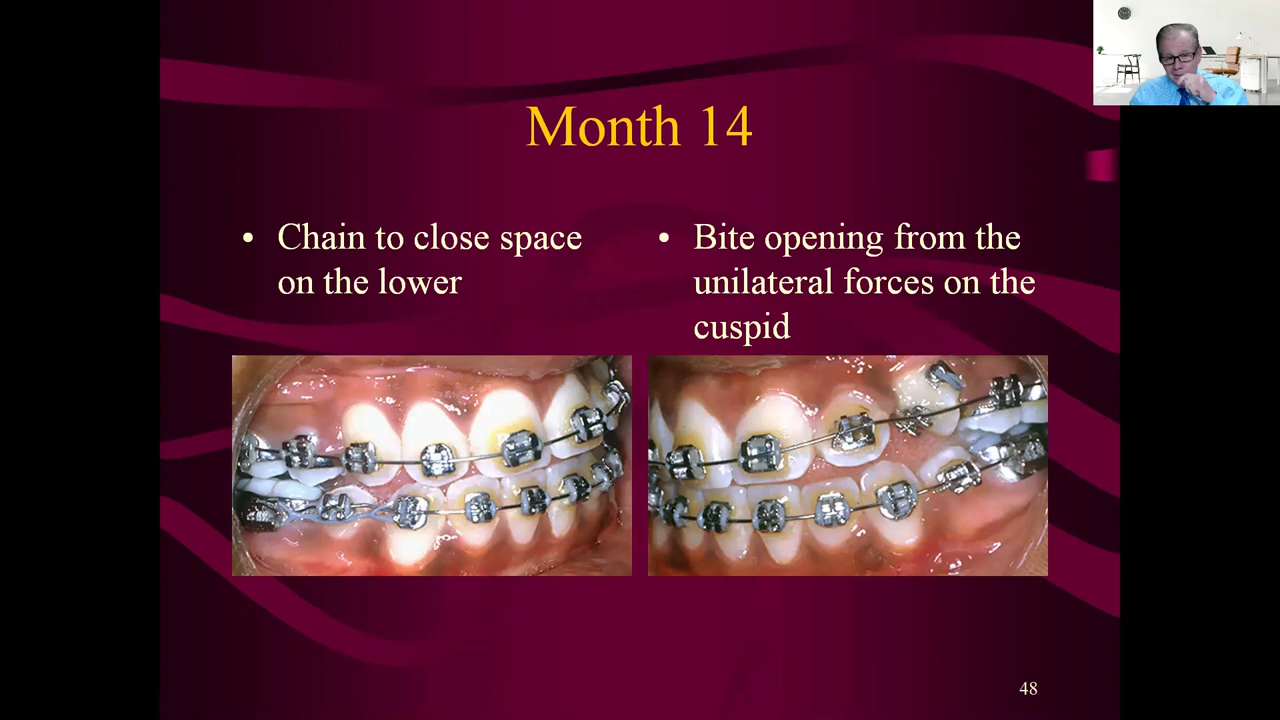 Month 14
• Chain to close space
on the lower
• Bite opening from the
unilateral forces on the
cuspid
48